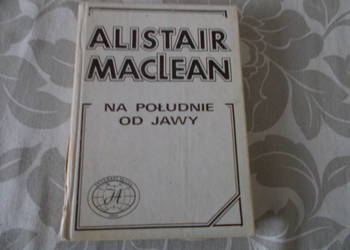 ALISTAIR
MACLEAN
NA POŁUDNIE
OD JAWY